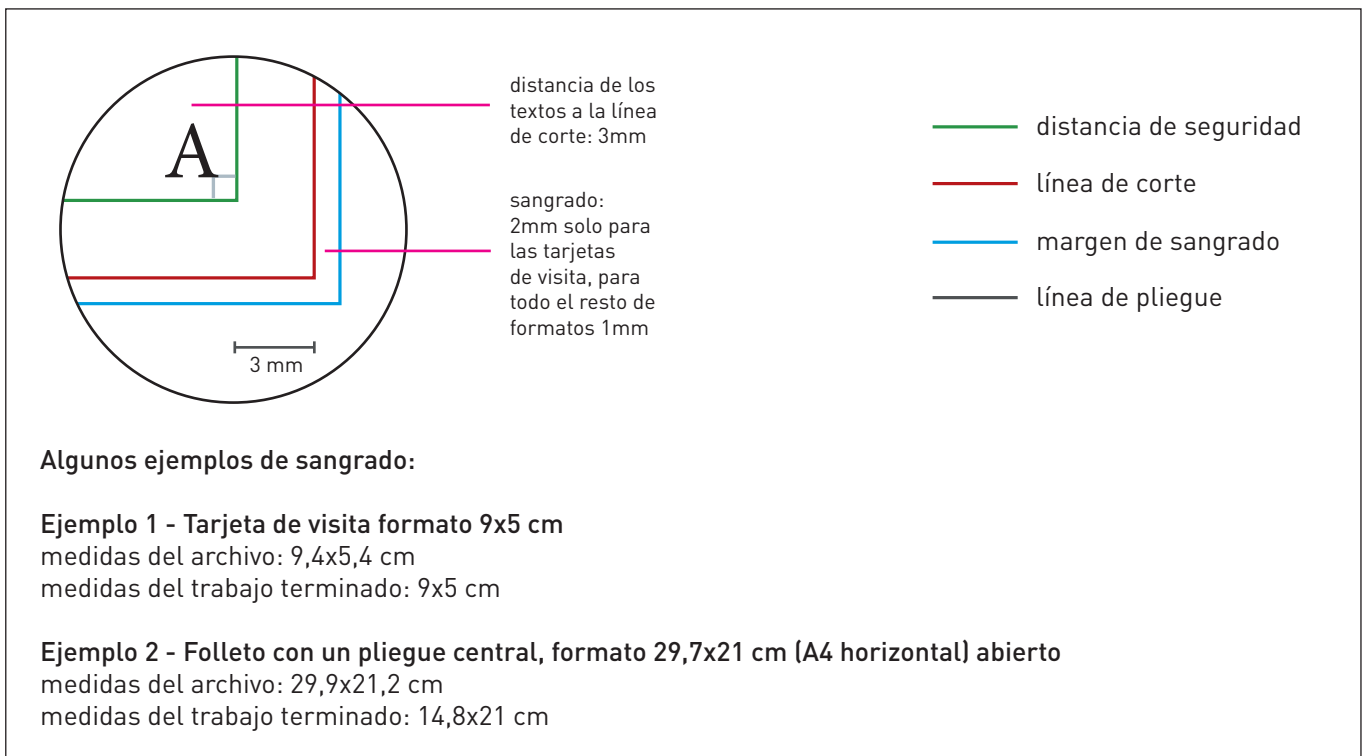 distancia de los
textos a la línea
de corte: 3mm
A
sangrado:
2mm solo para
las tarjetas
de visita, para
todo el resto de
formatos 1mm
3 mm
distancia de seguridad
línea de corte
margen de sangrado
línea de pliegue
Algunos ejemplos de sangrado:
Ejemplo 1 - Tarjeta de visita formato 9x5 cm
medidas del archivo: 9,4x5,4 cm
medidas del trabajo terminado: 9x5 cm
Ejemplo 2 - Folleto con un pliegue central, formato 29,7x21 cm (A4 horizontal) abierto
medidas del archivo: 29,9x21,2 cm
medidas del trabajo terminado: 14,8x21 cm